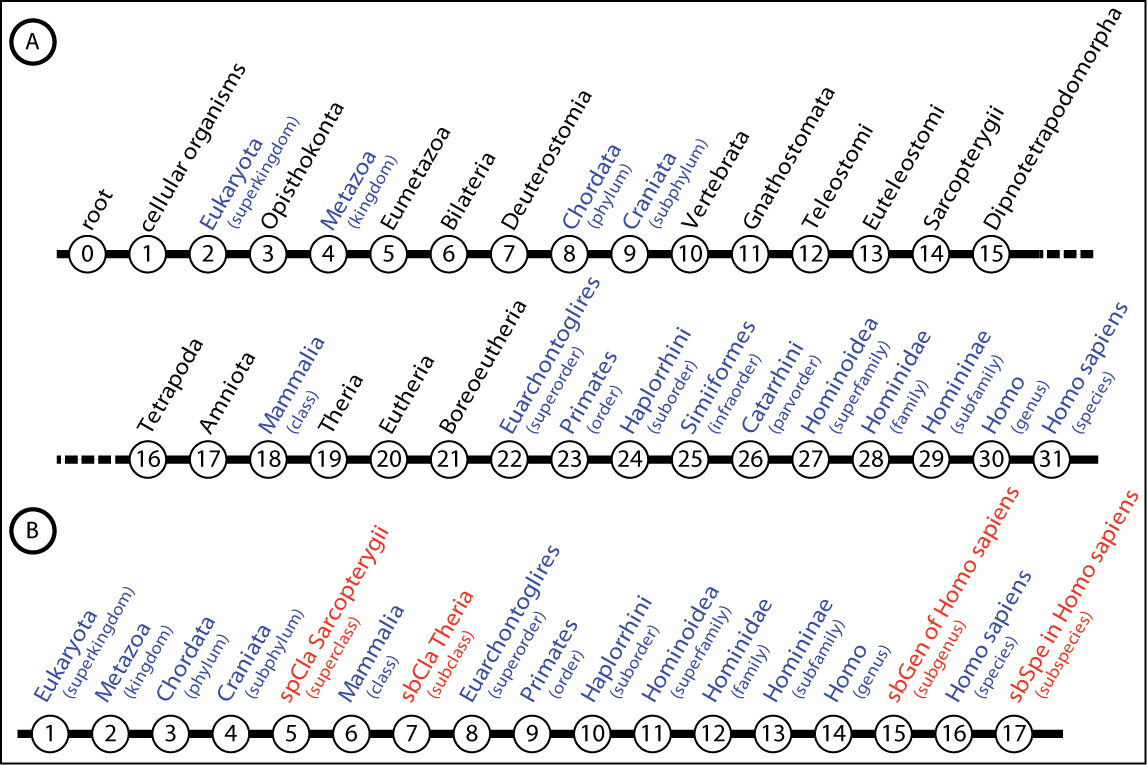 A
root
cellular organisms
Eukaryota
(superkingdom)
Opisthokonta
Metazoa
(kingdom)
Eumetazoa
Bilateria
Deuterostomia
Chordata
(phylum)
Craniata
(subphylum)
Vertebrata
Gnathostomata
Teleostomi
Euteleostomi
Sarcopterygii
Dipnotetrapodomorpha
0 1 2 3 4 5 6 7 8 9 10 11 12 13 14 15
Tetrapoda
Amniota
Mammalia
(class)
Theria
Eutheria
Boreoeutheria
Euarchontoglires
(superorder)
Primates
(order)
Haplorrhini
(suborder)
Simiiformes
(infraorder)
Catarrhini
(parvorder)
Hominoidea
(superfamily)
Hominidae
(family)
Homininae
(subfamily)
Homo
(genus)
Homo sapiens
(species)
16 17 18 19 20 21 22 23 24 25 26 27 28 29 30 31
B
Eukaryota
(superkingdom)
Metazoa
(kingdom)
Chordata
(phylum)
Craniata
(subphylum)
spCla Sarcopterygii
(superclass)
Mammalia
(class)
sbCla Theria
(subclass)
Euarchontoglires
(superorder)
Primates
(order)
Haplorrhini
(suborder)
Hominoidea
(superfamilly)
Hominidae
(family)
Homininae
(subfamily)
Homo
(genus)
sbGen of Homo sapiens
(subgenus)
Homo sapiens
(species)
sbSpe in Homo sapiens
(subspecies)
1 2 3 4 5 6 7 8 9 10 11 12 13 14 15 16 17